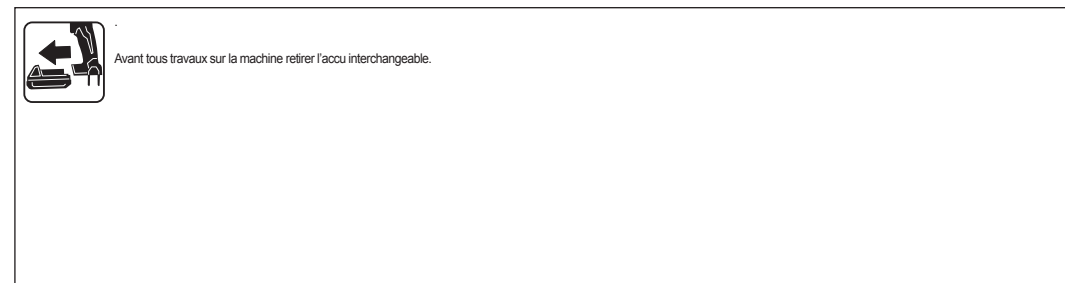 .
Avant tous travaux sur la machine retirer l'accu interchangeable.